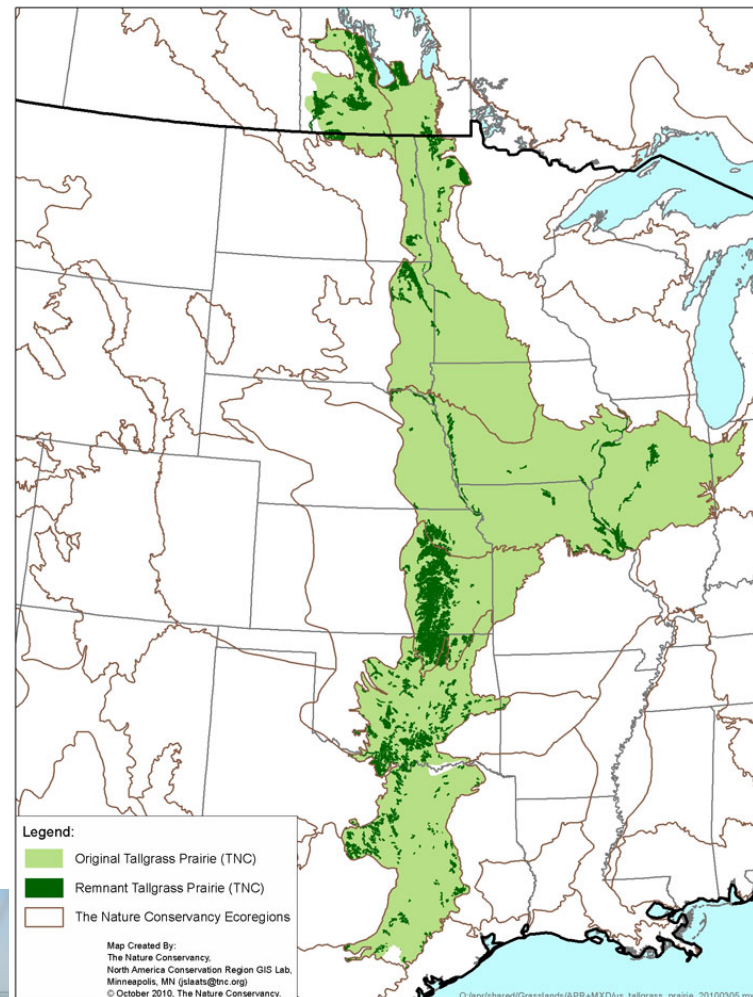 Legend:
Original Tallgrass Prairie (TNC)
Remnant Tallgrass Prairie (TNC)
The Nature Conservancy Ecoregions
Map Created By:
The Nature Conservancy,
North America Conservation Region GIS Lab,
Minneapolis, MN (jslaats@tnc.org)
© October 2010, The Nature Conservancy.